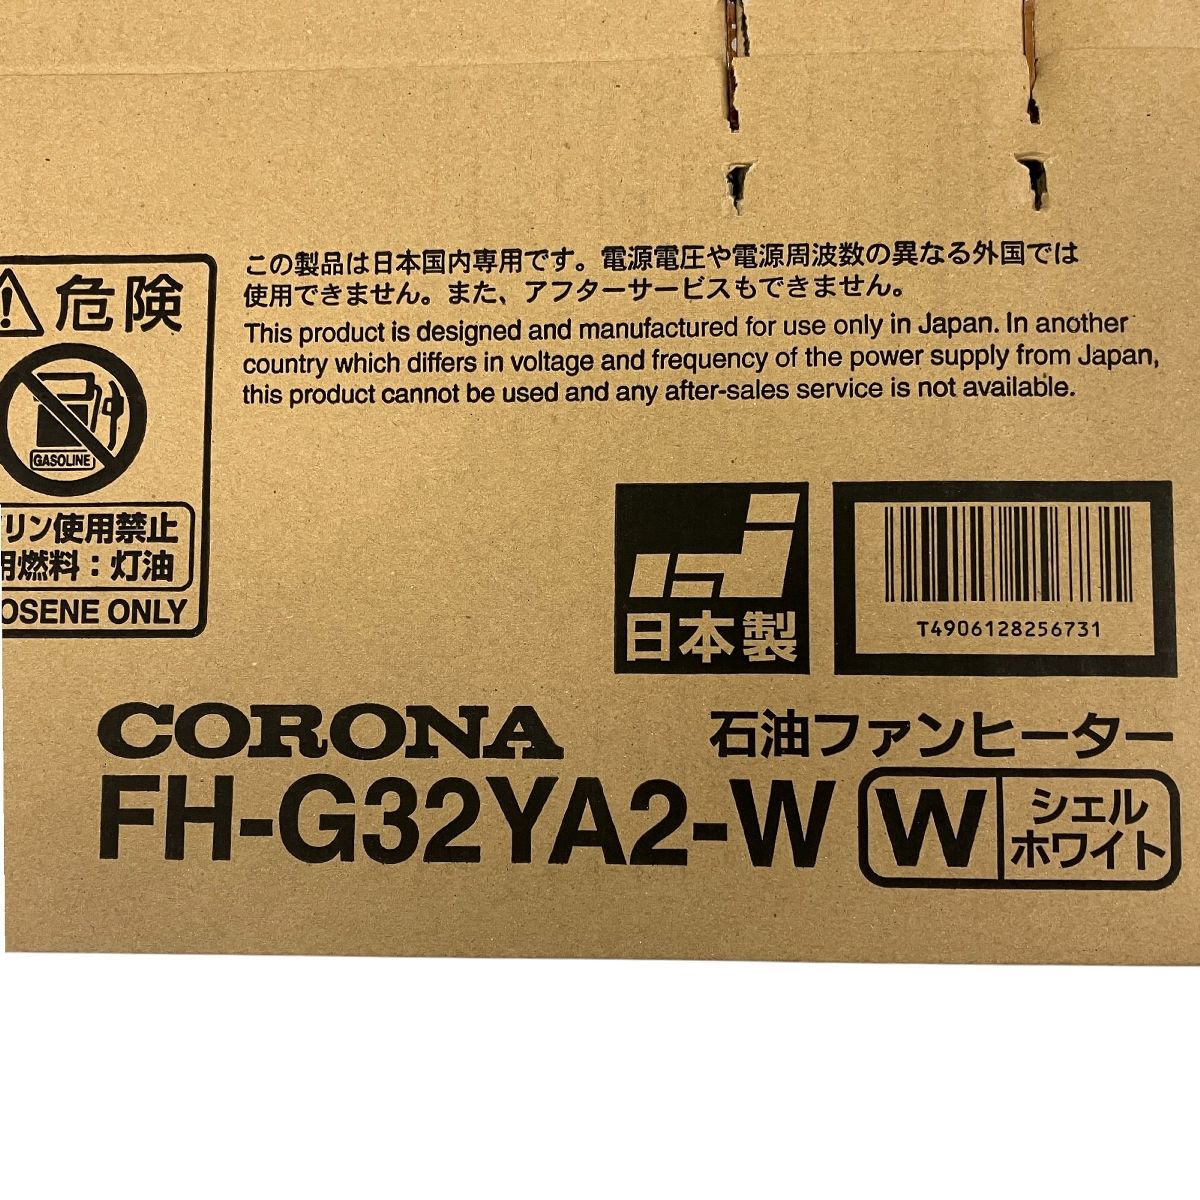 この製品は日本国内専用です。電源電圧や電源周波数の異なる外国では
使用できません。また、アフターサービスもできません。
This product is designed and manufactured for use only in Japan. In another
country which differs in voltage and frequency of the power supply from Japan,
this product cannot be used and any after-sales service is not available.
危険
GASOLINE
リン使用禁止
用燃料：灯油
OSENE ONLY
日本製
T4906128256731
CORONA
石油ファンヒーター
FH-G32YA2-W
W
シェル
ホワイト